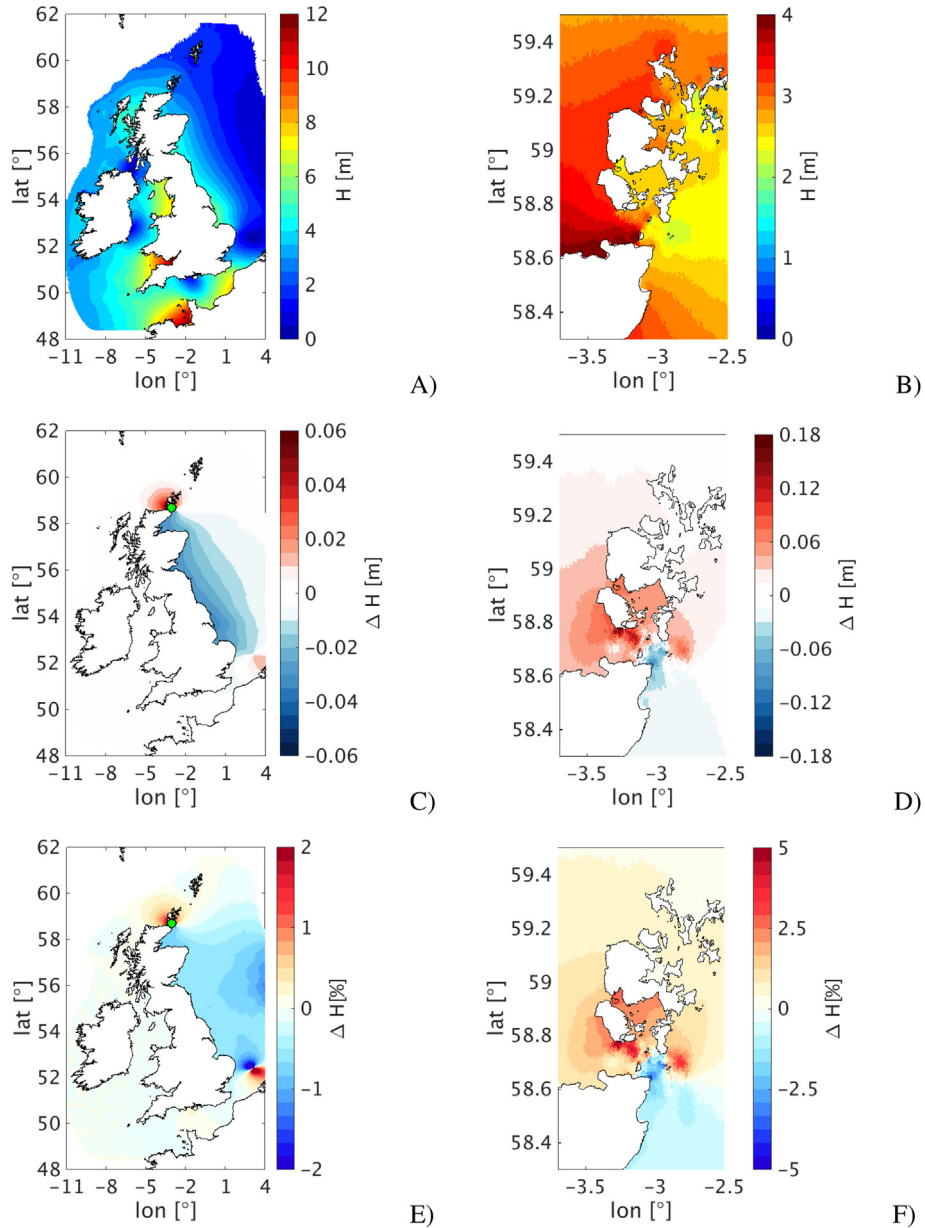 62
60
58
56
54
52
50
48
lat [°]
-11 -8 -5 -2 1 4
lon [°]
12
10
8
6
4
2
0
H [m]
A)
59.4
59.2
59
58.8
58.6
58.4
lat [°]
-3.5 -3 -2.5
lon [°]
4
3
2
1
0
H [m]
B)
62
60
58
56
54
52
50
48
lat [°]
-11 -8 -5 -2 1 4
lon [°]
0.06
0.04
0.02
0
-0.02
-0.04
-0.06
Δ H [m]
C)
59.4
59.2
59
58.8
58.6
58.4
lat [°]
-3.5 -3 -2.5
lon [°]
0.18
0.12
0.06
0
-0.06
-0.12
-0.18
Δ H [m]
D)
62
60
58
56
54
52
50
48
lat [°]
-11 -8 -5 -2 1 4
lon [°]
2
1
0
-1
-2
Δ H[%]
E)
59.4
59.2
59
58.8
58.6
58.4
lat [°]
-3.5 -3 -2.5
lon [°]
5
2.5
0
-2.5
-5
Δ H[%]
F)